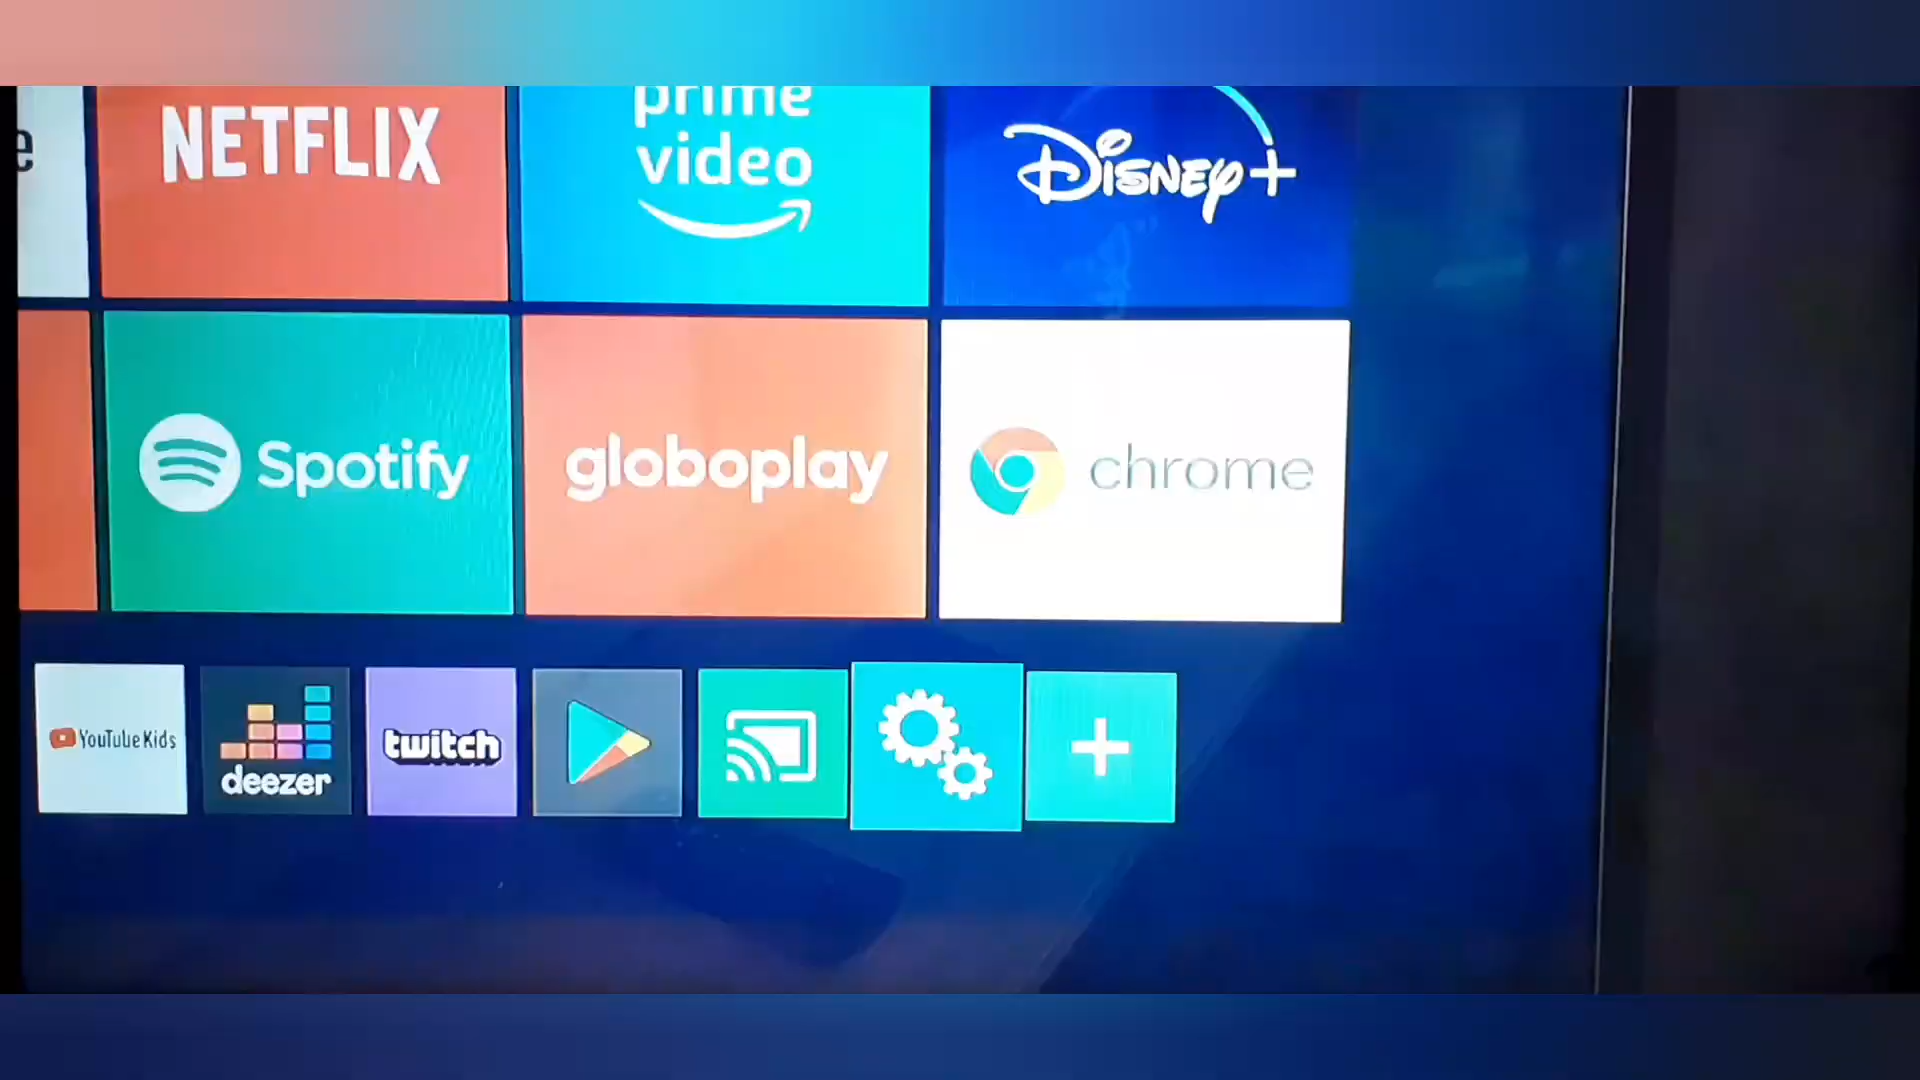 e
NETFLIX
prime
video
Disney+
Spotify
globoplay
chrome
YouTube Kids
deezer
twitch